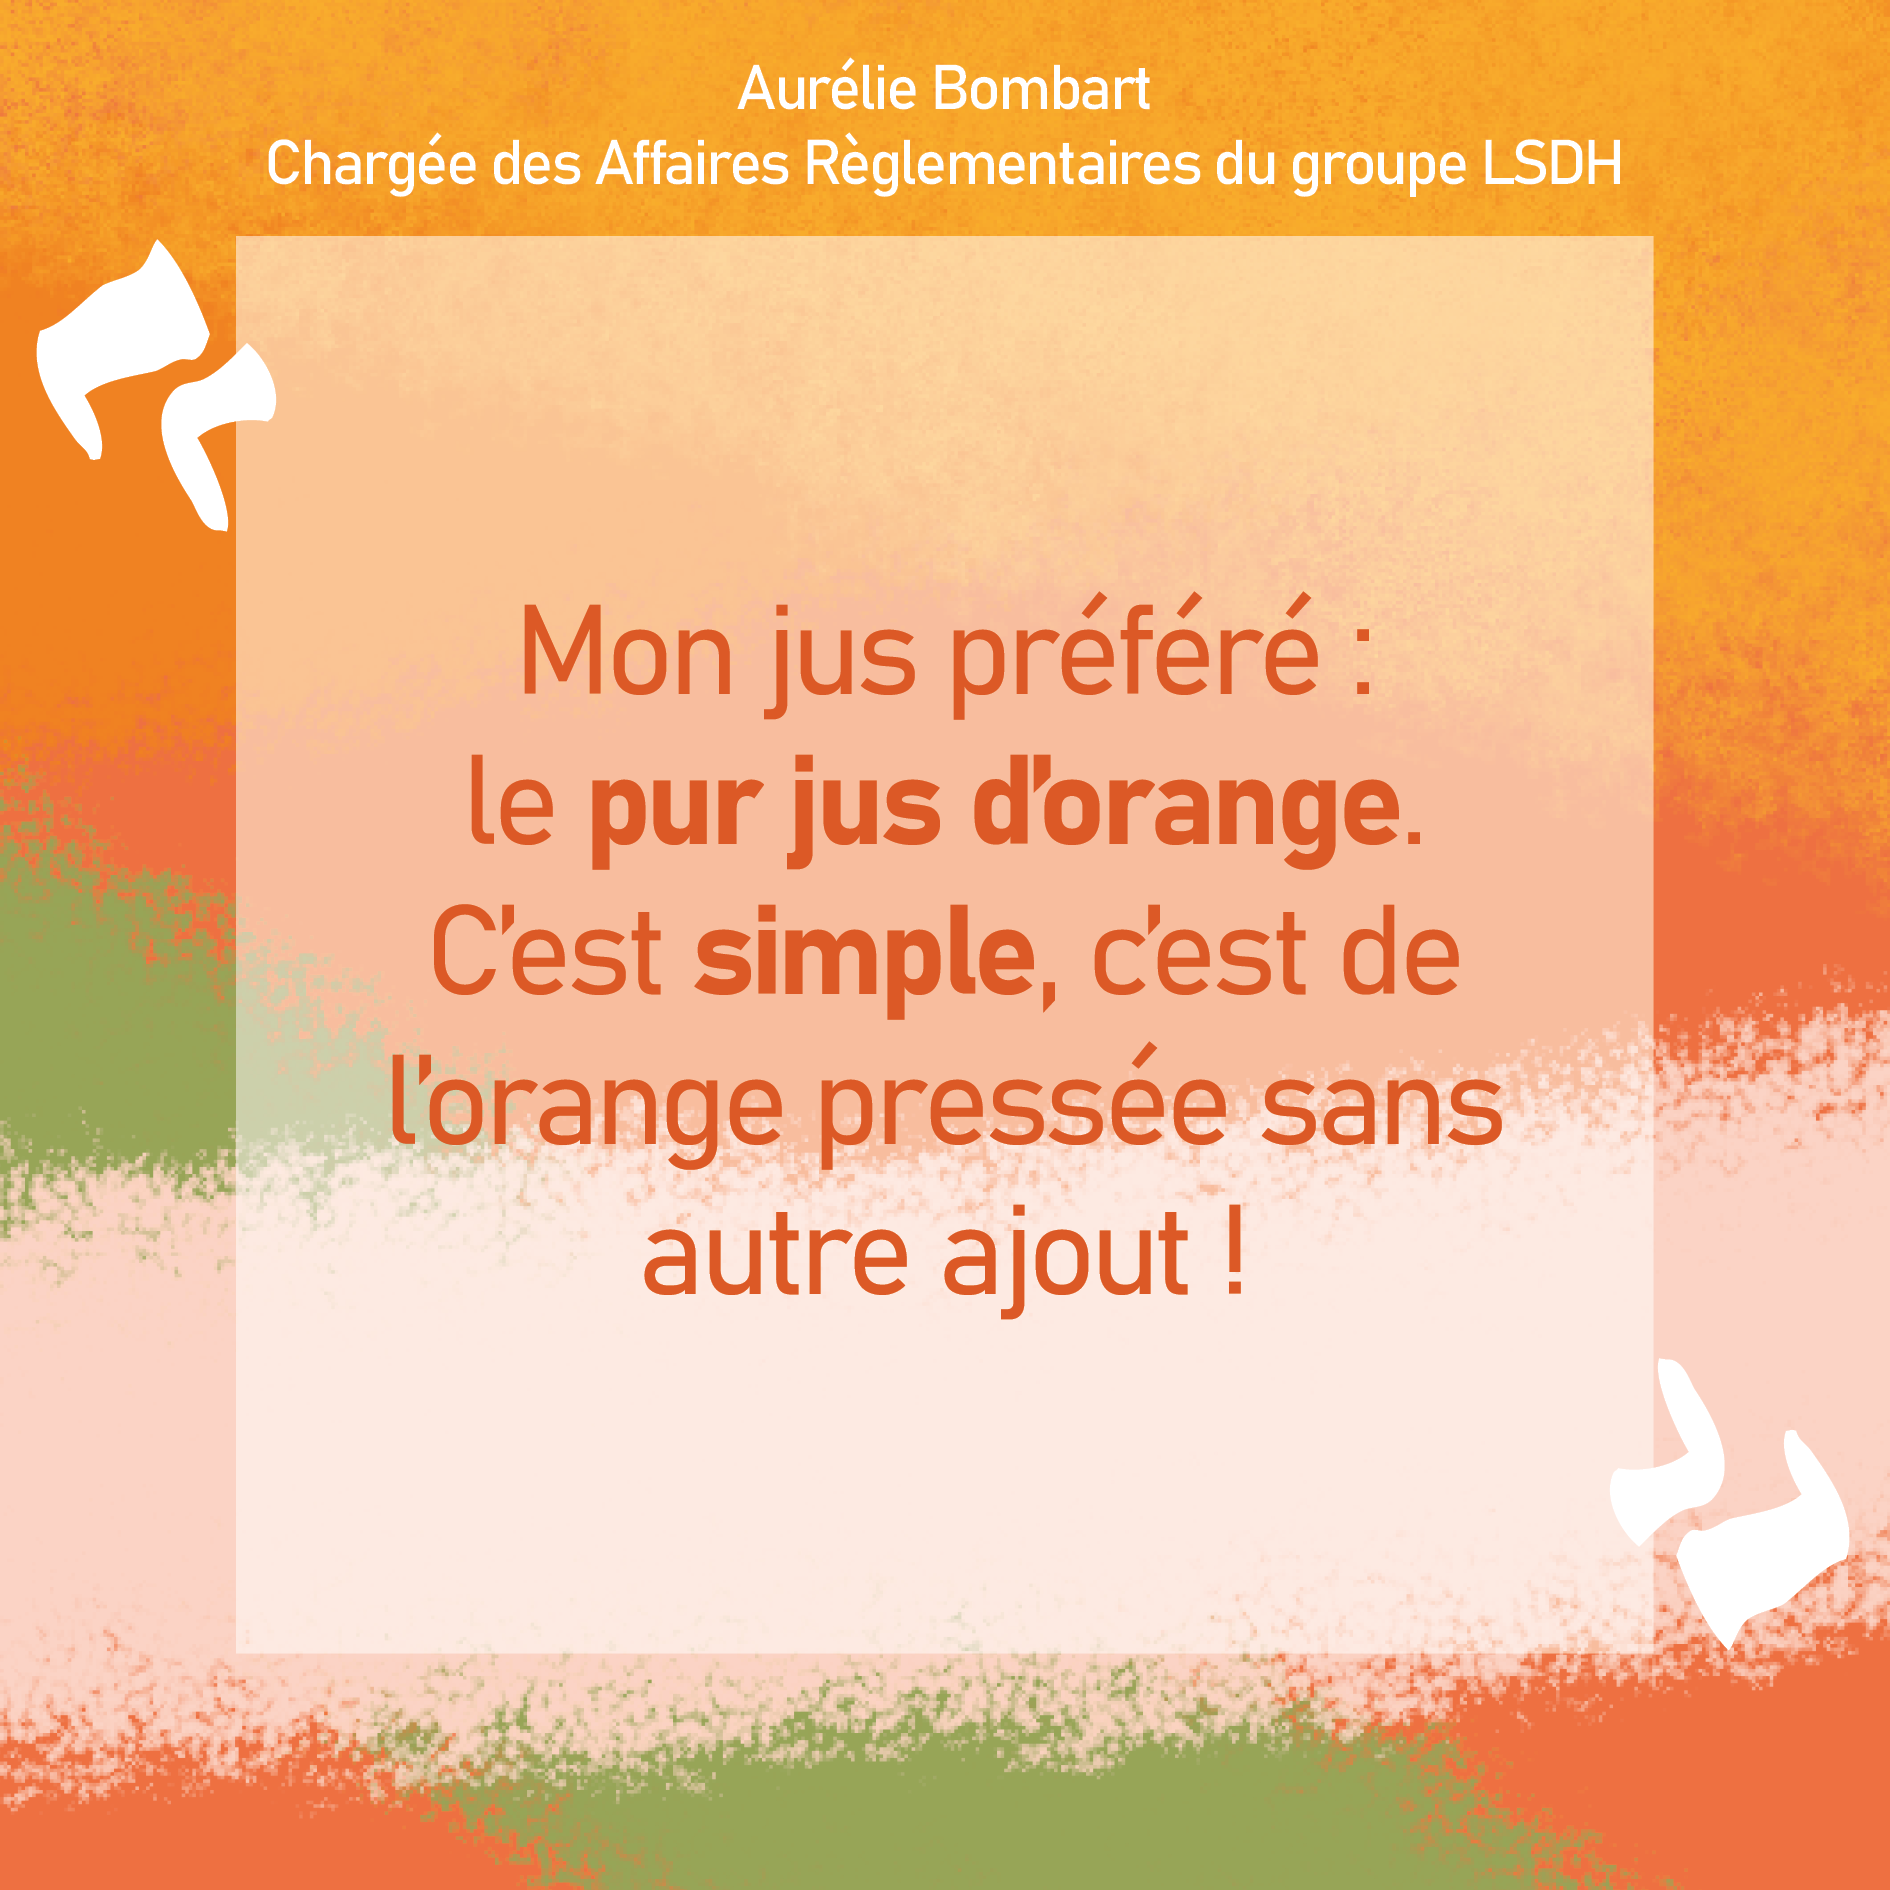 Aurélie Bombart
Chargée des Affaires Règlementaires du groupe LSDH
Mon jus préféré :
le pur jus d’orange.
C’est simple, c’est de
l’orange pressée sans
autre ajout !